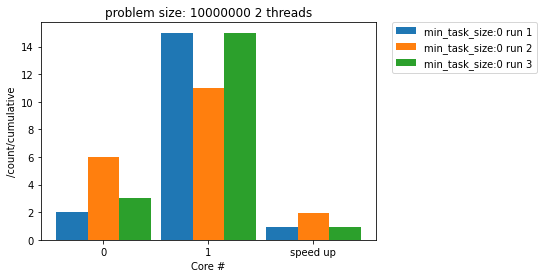 problem size: 10000000 2 threads
min_task_size:0 run 1
min_task_size:0 run 2
min_task_size:0 run 3
/count/cumulative
14
12
10
8
6
4
2
0
0 1 speed up
Core #